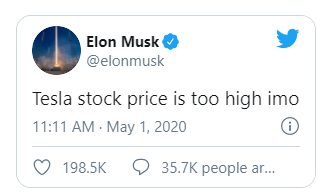 Elon Musk
@elonmusk
Tesla stock price is too high imo
11:11 AM · May 1, 2020
198.5K 35.7K people ar...